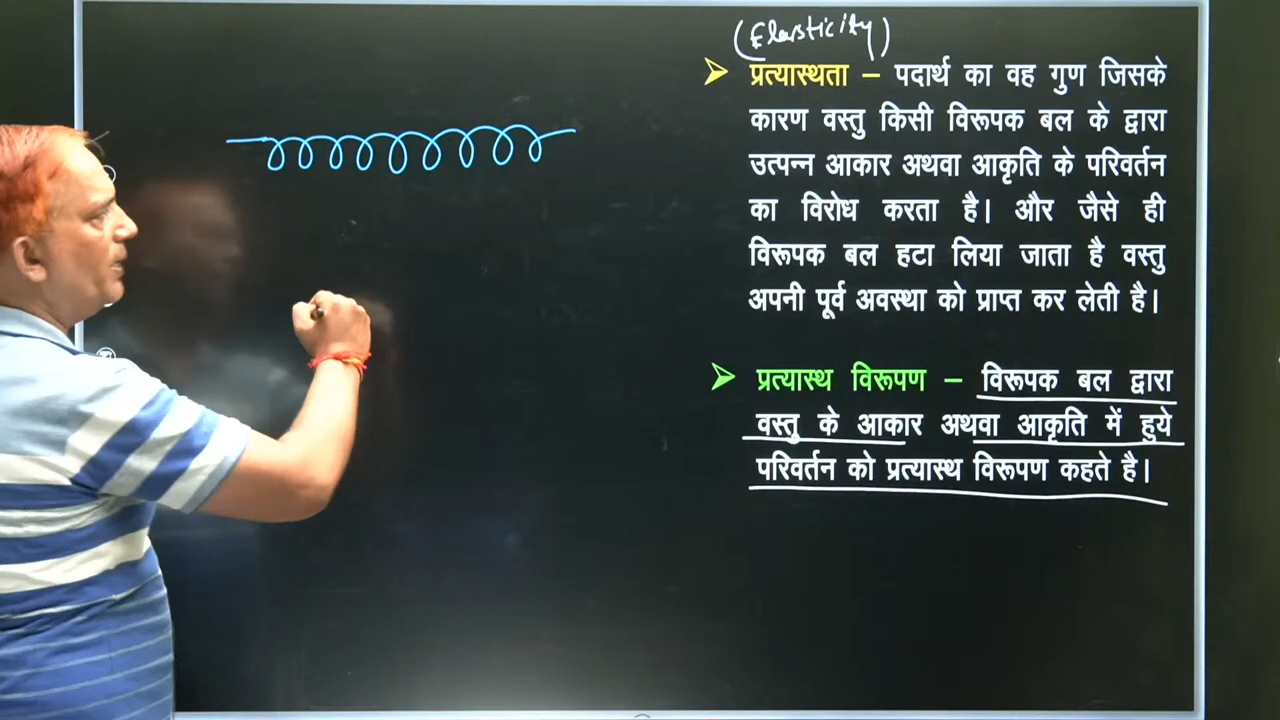 (Elasticity)
➤ प्रत्यास्थता – पदार्थ का वह गुण जिसके
कारण वस्तु किसी विरूपक बल के द्वारा
उत्पन्न आकार अथवा आकृति के परिवर्तन
का विरोध करता है। और जैसे ही
विरूपक बल हटा लिया जाता है वस्तु
अपनी पूर्व अवस्था को प्राप्त कर लेती है।
➤ प्रत्यास्थ विरूपण – विरूपक बल द्वारा
वस्तु के आकार अथवा आकृति में हुये
परिवर्तन को प्रत्यास्थ विरूपण कहते है।